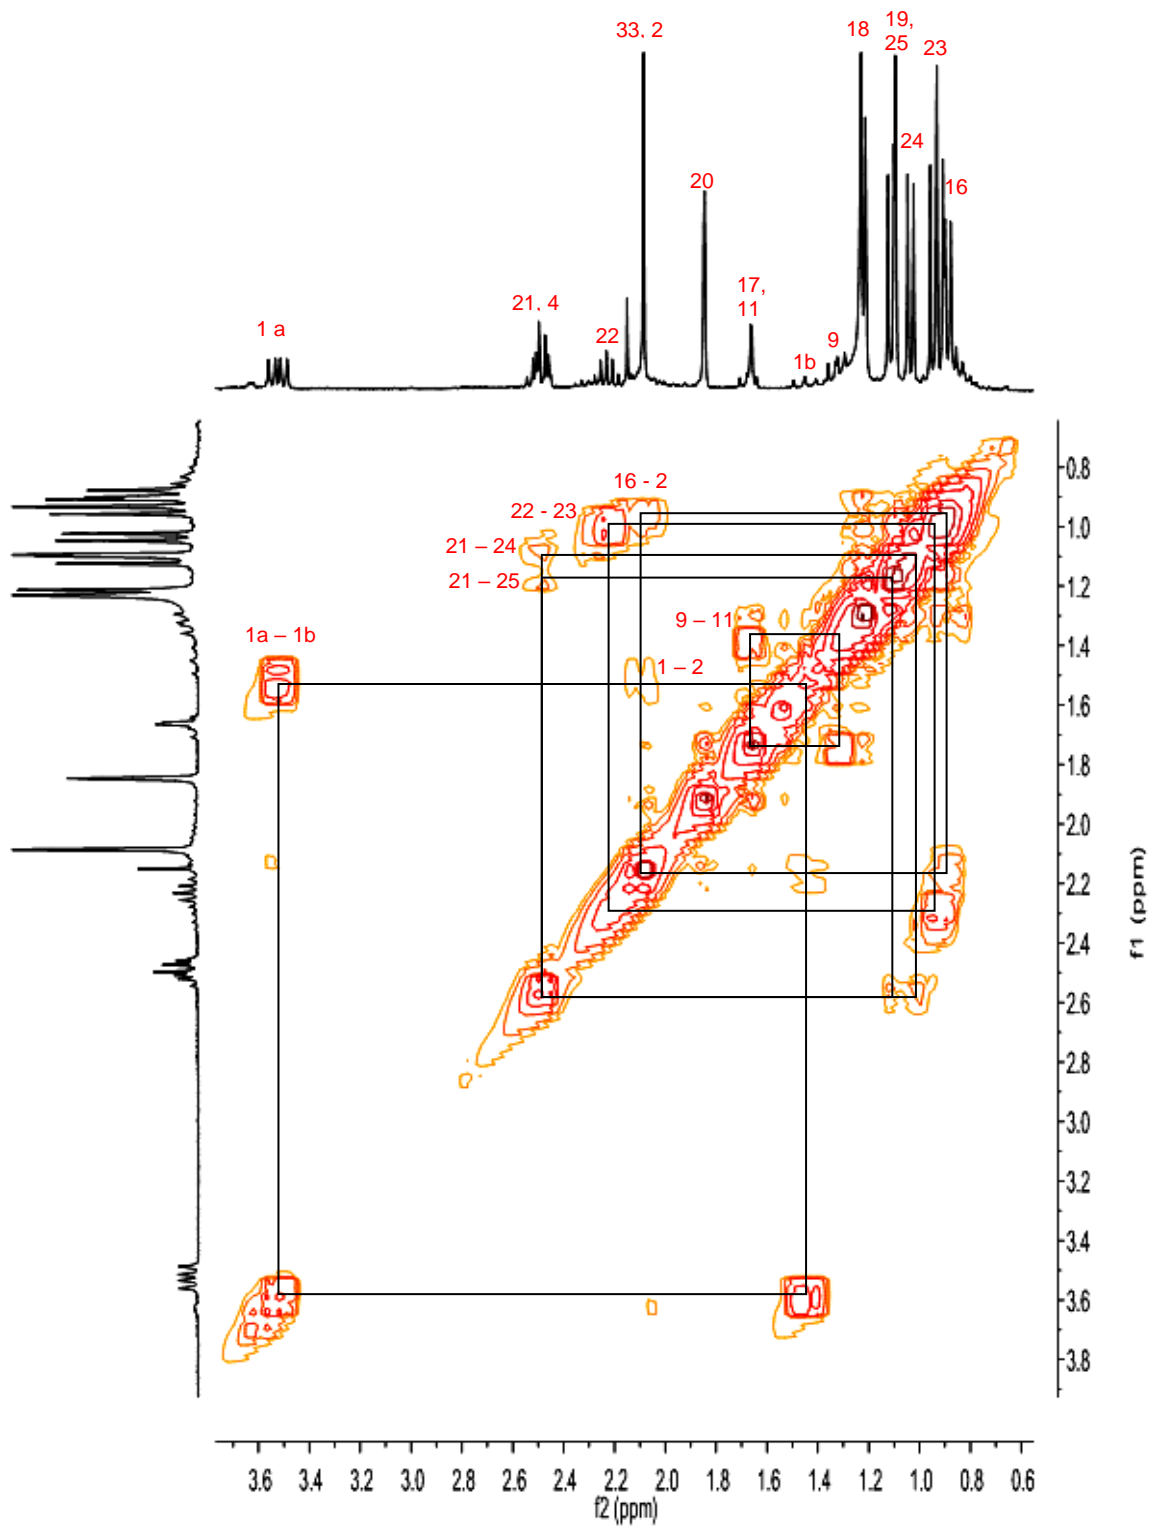 33, 2
18
19,
25
23
24
20
16
17,
11
21, 4
1 a
22
9
1b
16 - 2
22 - 23
21 – 24
21 – 25
9 – 11
1a – 1b
1 – 2
0.8
1.0
1.2
1.4
1.6
1.8
2.0
2.2
2.4
2.6
2.8
3.0
3.2
3.4
3.6
3.8
f1 (ppm)
3.6 3.4 3.2 3.0 2.8 2.6 2.4 2.2 2.0 1.8 1.6 1.4 1.2 1.0 0.8 0.6
f2 (ppm)